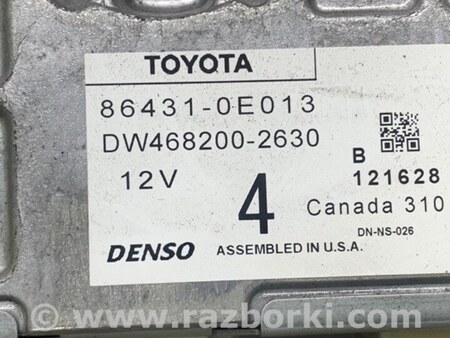 TOYOTA
86431-0E013
DW468200-2630
B
12V 4 121628
Canada 310
DN-NS-026
DENSO ASSEMBLED IN U.S.A.
www.razborki.com